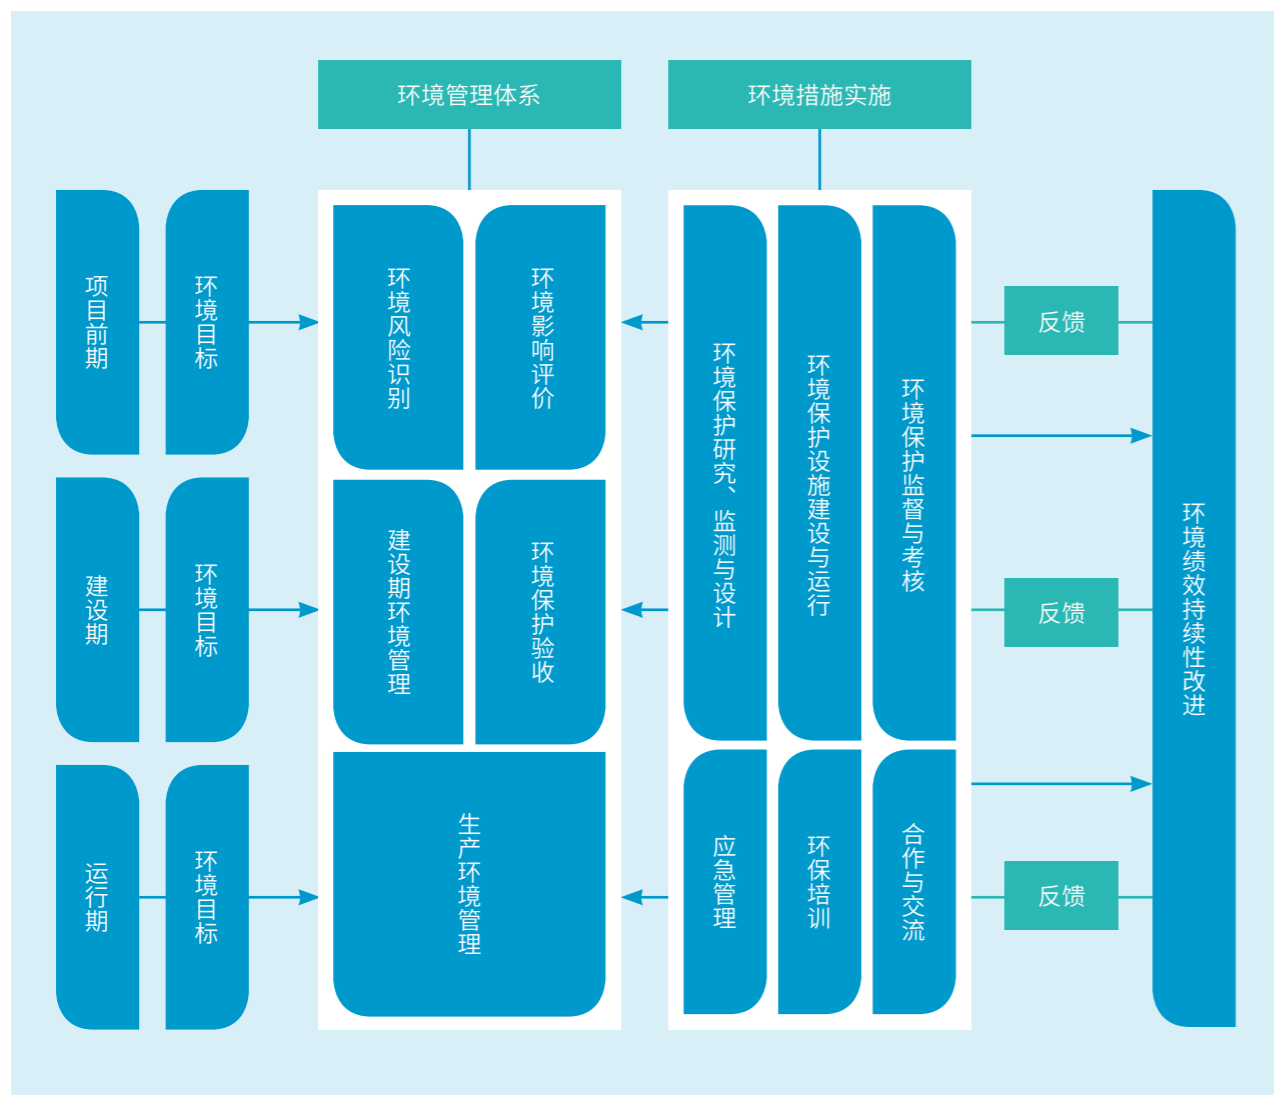 环境管理体系
环境措施实施
项目前期
环境目标
环境风险识别
环境影响评价
建设期
环境目标
建设期环境管理
环境保护验收
运行期
环境目标
生产环境管理
环境保护研究、监测与设计
环境保护设施建设与运行
环境保护监督与考核
应急管理
环保培训
合作与交流
反馈
反馈
反馈
环境绩效持续性改进